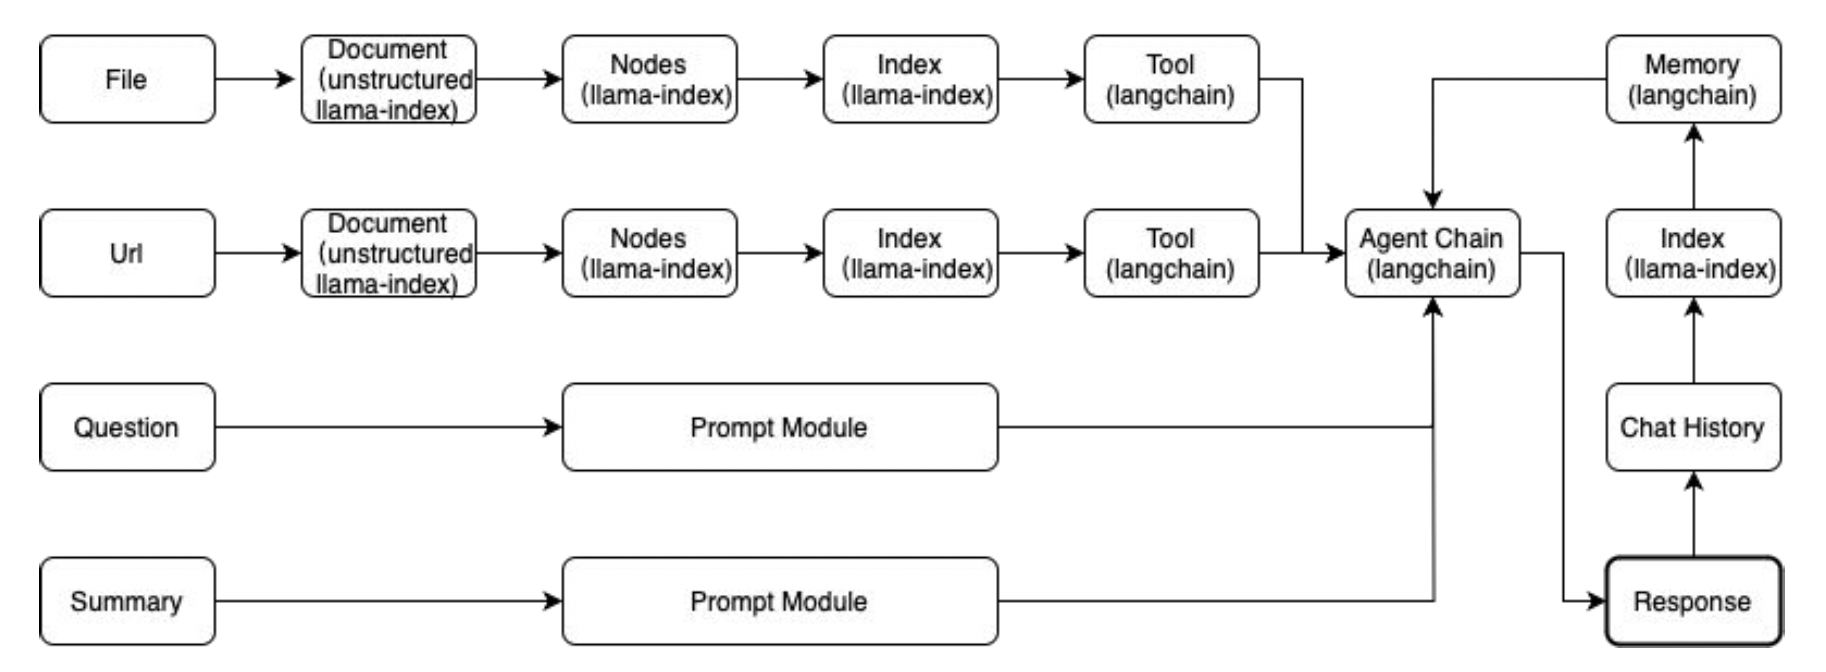 File
Document
(unstructured
llama-index)
Nodes
(llama-index)
Index
(llama-index)
Tool
(langchain)
Memory
(langchain)
Url
Document
(unstructured
llama-index)
Nodes
(llama-index)
Index
(llama-index)
Tool
(langchain)
Agent Chain
(langchain)
Index
(llama-index)
Question
Prompt Module
Chat History
Summary
Prompt Module
Response